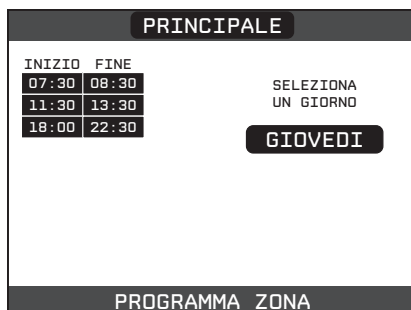 PRINCIPALE
INIZIO FINE
07:30 08:30
11:30 13:30
18:00 22:30
SELEZIONA
UN GIORNO
GIOVEDI
PROGRAMMA ZONA